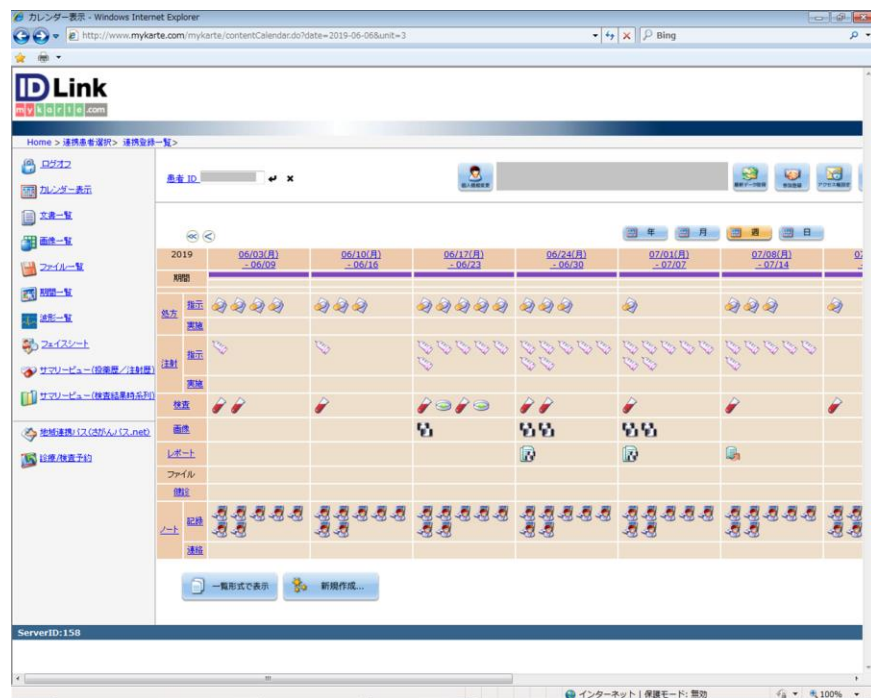 カレンダー表示 - Windows Internet Explorer
http://www.mykarte.com/mykarte/contentCalendar.do?date=2019-06-06&unit=3
Bing
IDLink
mykarte.com
Home > 連携患者選択> 連携登録一覧>
ログオフ
カレンダー表示
文書一覧
画像一覧
ファイル一覧
期間一覧
波形一覧
フェイスシート
サマリービュー(投薬歴/注射歴)
サマリービュー(検査結果時系列)
地域連携パス(さがんパス.net)
診療/検査予約
患者 ID
年 月 週 日
2019 06/03(月) - 06/09 06/10(月) - 06/16 06/17(月) - 06/23 06/24(月) - 06/30 07/01(月) - 07/07 07/08(月) - 07/14
期間
処方 指示
実施
注射 指示
実施
検査
画像
レポート
ファイル
健診
ノート 記録
連絡
一覧形式で表示 新規作成...
ServerID:158
インターネット | 保護モード: 無効 100%